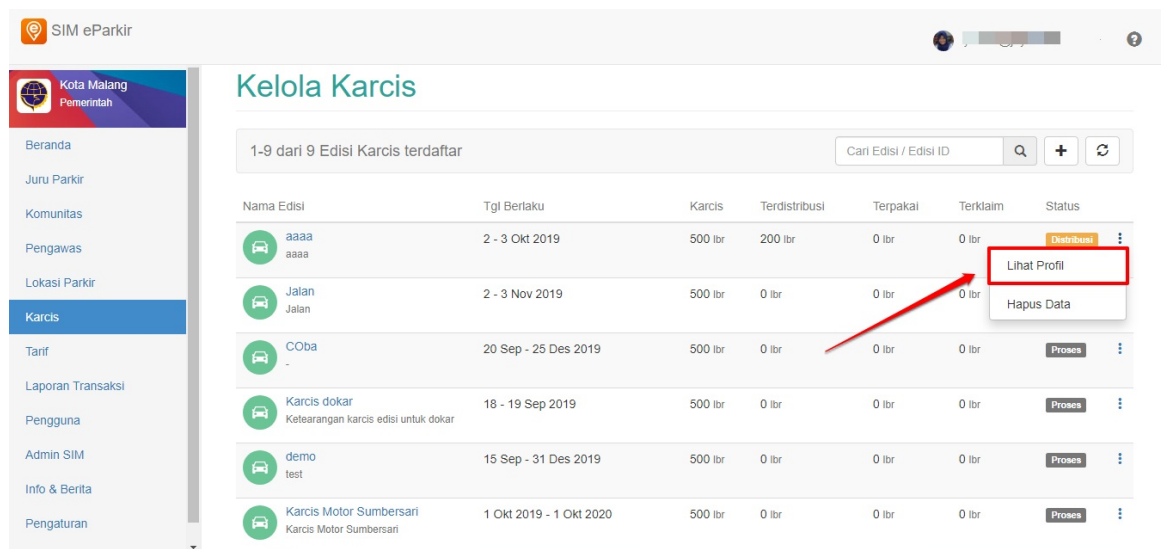 SIM eParkir
Kota Malang
Pemerintah
Beranda
Juru Parkir
Komunitas
Pengawas
Lokasi Parkir
Karcis
Tarif
Laporan Transaksi
Pengguna
Admin SIM
Info & Berita
Pengaturan
Kelola Karcis
1-9 dari 9 Edisi Karcis terdaftar
Cari Edisi / Edisi ID
Nama Edisi Tgl Berlaku Karcis Terdistribusi Terpakai Terklaim Status
aaaa 2 - 3 Okt 2019 500 lbr 200 lbr 0 lbr 0 lbr Distribusi
aaaa
Lihat Profil
Hapus Data
Jalan 2 - 3 Nov 2019 500 lbr 0 lbr 0 lbr 0 lbr
Jalan
COba 20 Sep - 25 Des 2019 500 lbr 0 lbr 0 lbr 0 lbr Proses
-
Karcis dokar 18 - 19 Sep 2019 500 lbr 0 lbr 0 lbr 0 lbr Proses
Ketearangan karcis edisi untuk dokar
demo 15 Sep - 31 Des 2019 500 lbr 0 lbr 0 lbr 0 lbr Proses
test
Karcis Motor Sumbersari 1 Okt 2019 - 1 Okt 2020 500 lbr 0 lbr 0 lbr 0 lbr Proses
Karcis Motor Sumbersari